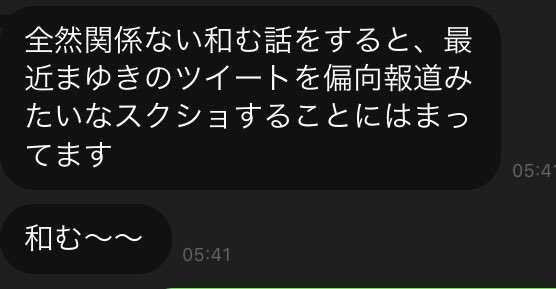 全然関係ない和む話をすると、最
近まゆきのツイートを偏向報道み
たいなスクショすることにはまっ
てます
05:41
和む〜〜
05:41